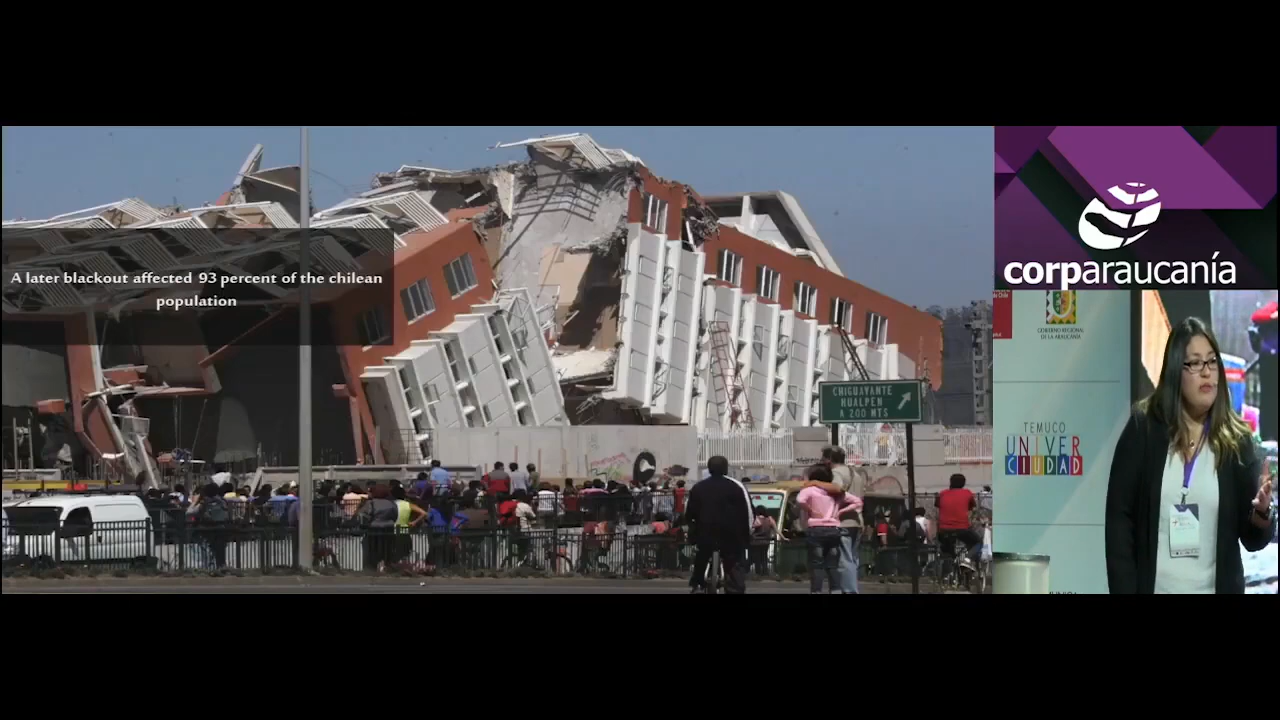 A later blackout affected 93 percent of the chilean
population
CHIGUAYANTE
HUALPEN
A 200 MTS
corparaucanía
GOBIERNO REGIONAL
DE LA ARAUCANIA
TEMUCO
UNIVER
CIUDAD